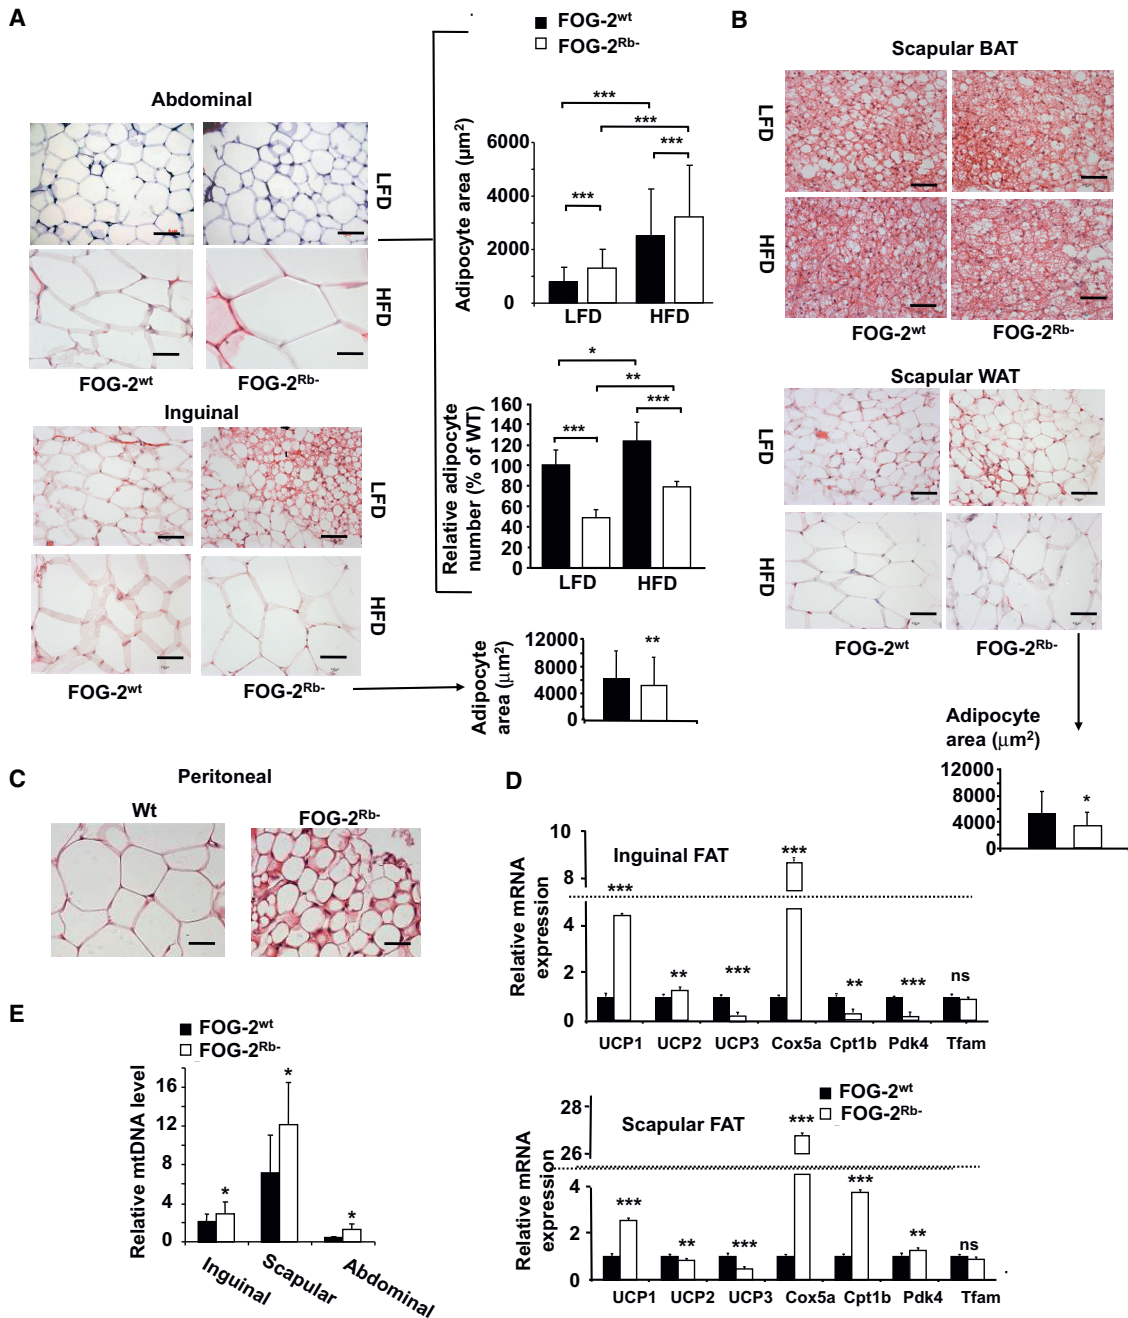 A
FOG-2wt
FOG-2Rb-
Abdominal
LFD
HFD
FOG-2wt
FOG-2Rb-
Inguinal
LFD
HFD
FOG-2wt
FOG-2Rb-
Adipocyte area (µm2)
6000
4000
2000
0
***
***
***
***
LFD
HFD
Relative adipocyte
number (% of WT)
160
140
120
100
80
60
40
20
0
*
**
***
***
LFD
HFD
Adipocyte
area (µm2)
12000
8000
4000
0
**
B
Scapular BAT
LFD
HFD
FOG-2wt
FOG-2Rb-
Scapular WAT
LFD
HFD
FOG-2wt
FOG-2Rb-
Adipocyte
area (µm2)
12000
8000
4000
0
*
C
Peritoneal
Wt
FOG-2Rb-
D
Inguinal FAT
Relative mRNA
expression
10
8
4
2
0
***
**
***
***
**
***
ns
UCP1
UCP2
UCP3
Cox5a
Cpt1b
Pdk4
Tfam
FOG-2wt
FOG-2Rb-
Scapular FAT
Relative mRNA
expression
28
26
4
2
0
***
**
***
***
***
**
ns
UCP1
UCP2
UCP3
Cox5a
Cpt1b
Pdk4
Tfam
E
FOG-2wt
FOG-2Rb-
Relative mtDNA level
16
12
8
4
0
*
*
*
Inguinal
Scapular
Abdominal